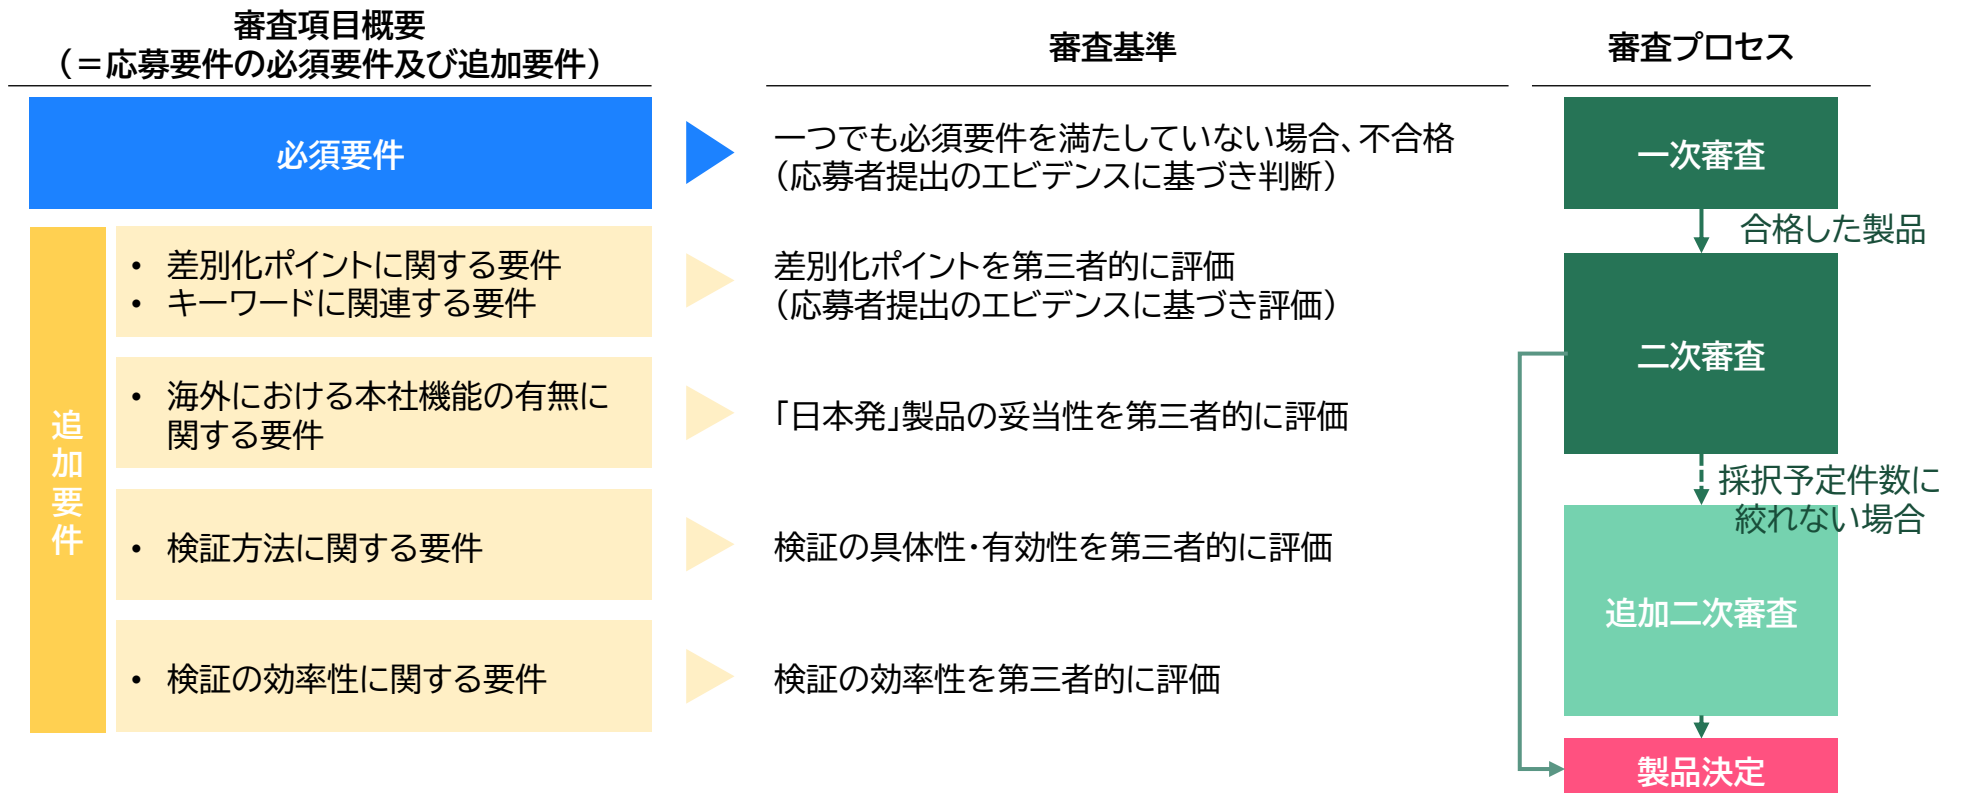 審査項目概要
（＝応募要件の必須要件及び追加要件）
審査基準
審査プロセス
必須要件
一つでも必須要件を満たしていない場合、不合格
（応募者提出のエビデンスに基づき判断）
一次審査
合格した製品
追加要件
• 差別化ポイントに関する要件
• キーワードに関連する要件
差別化ポイントを第三者的に評価
（応募者提出のエビデンスに基づき評価）
二次審査
• 海外における本社機能の有無に
関する要件
「日本発」製品の妥当性を第三者的に評価
採択予定件数に
絞れない場合
• 検証方法に関する要件
検証の具体性・有効性を第三者的に評価
追加二次審査
• 検証の効率性に関する要件
検証の効率性を第三者的に評価
製品決定